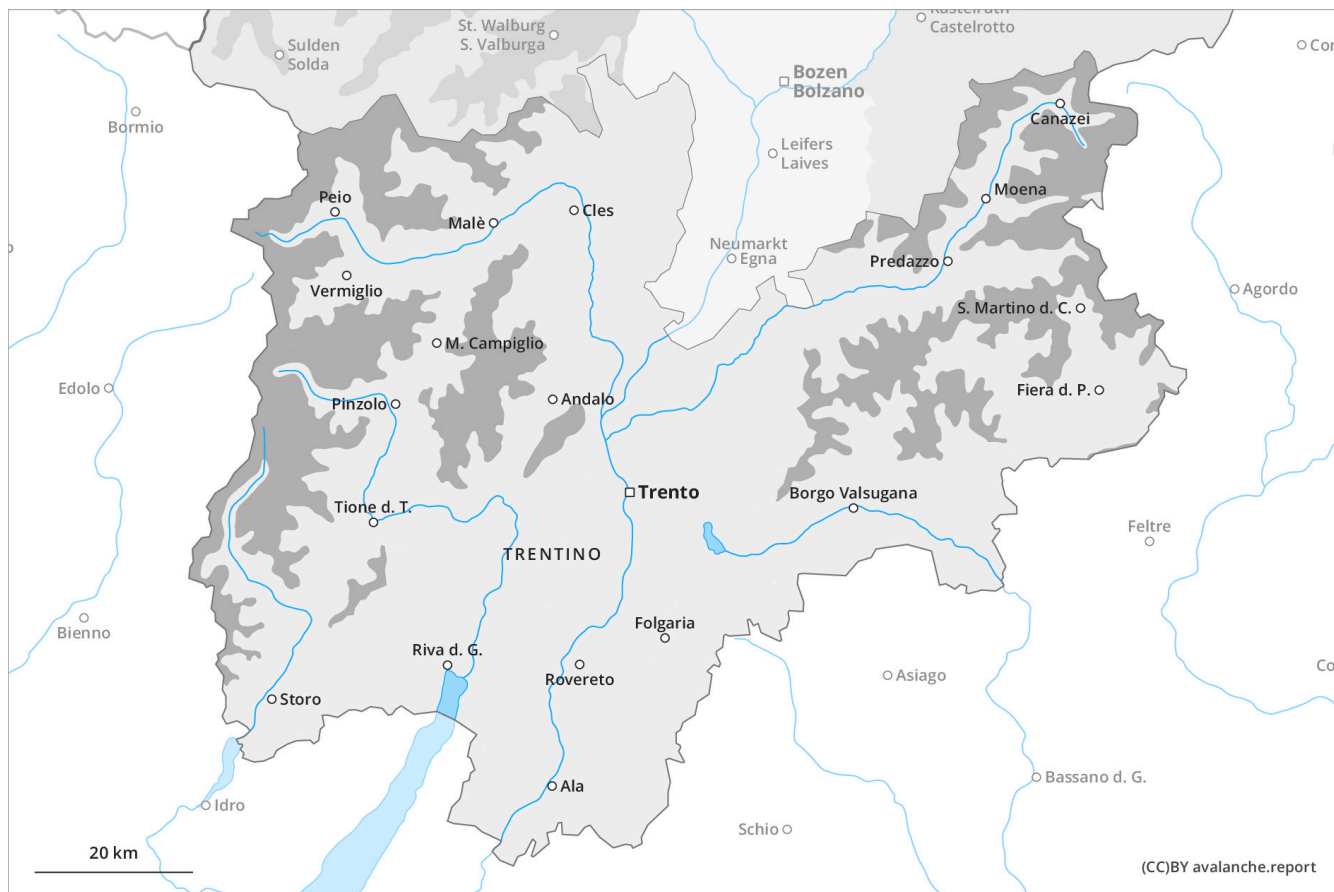 Kastelruth
Castelrotto
St. Walburg
S. Valburga
Sulden
Solda
Cor
Bozen
Bolzano
Bormio
Canazei
Leifers
Laives
Moena
Peio
Malè
Cles
Neumarkt
Egna
Predazzo
Vermiglio
Agordo
S. Martino d. C.
M. Campiglio
Edolo
Andalo
Fiera d. P.
Pinzolo
Trento
Borgo Valsugana
Tione d. T.
Feltre
TRENTINO
Bienno
Folgaria
Riva d. G.
Rovereto
Asiago
Co
Storo
Bassano d. G.
Ala
Idro
Schio
20 km
(CC)BY avalanche.report